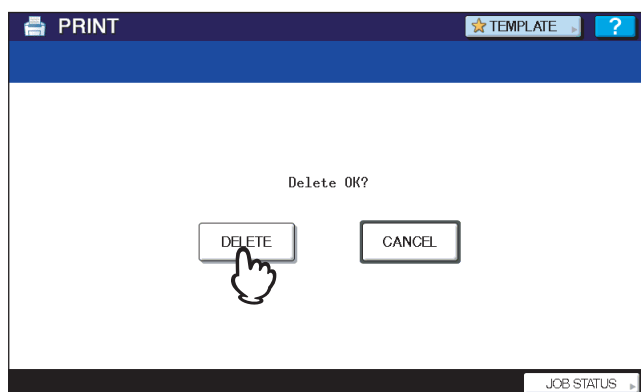 PRINT
TEMPLATE
?
Delete OK?
DELETE
CANCEL
JOB STATUS